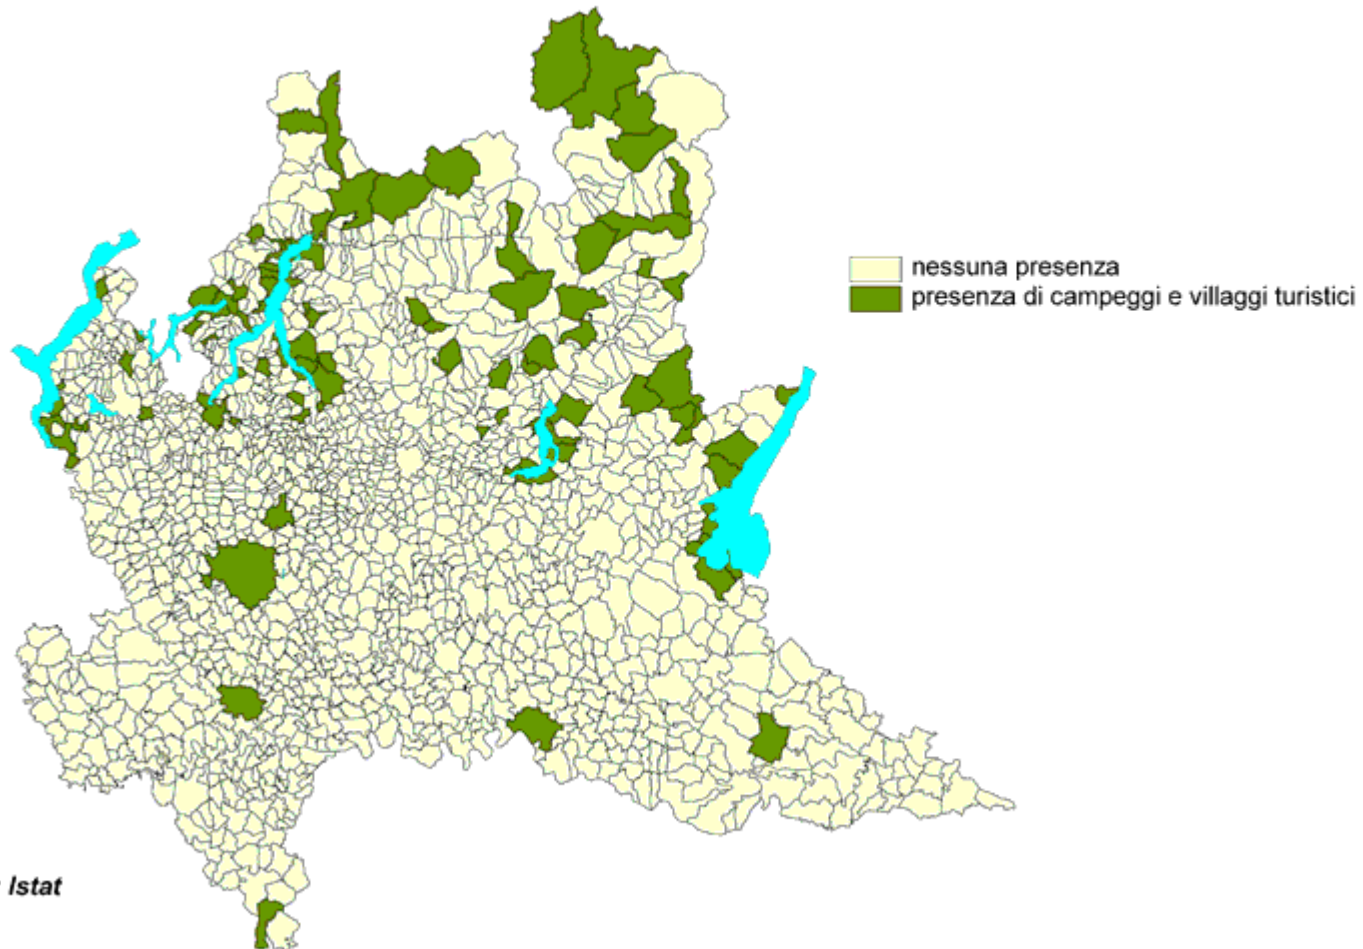 nessuna presenza
presenza di campeggi e villaggi turistici
Istat